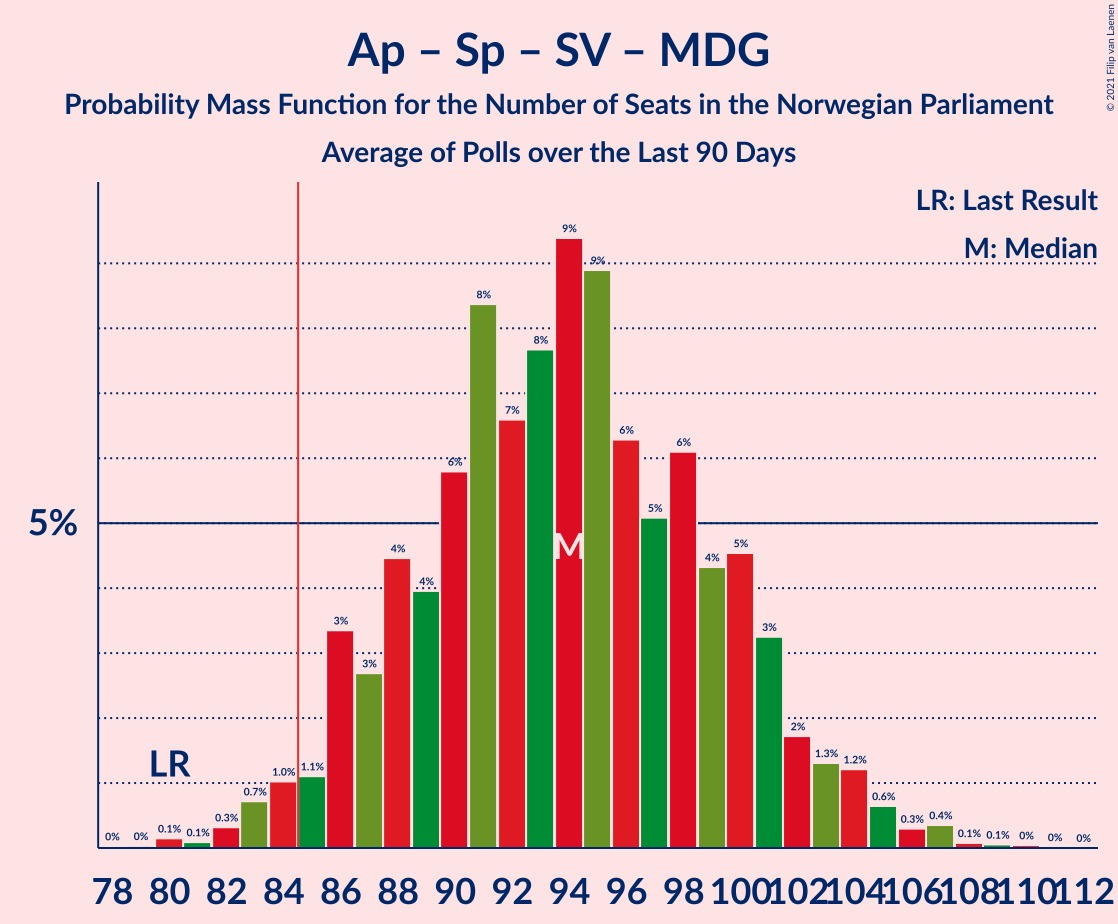 Ap – Sp – SV – MDG
Probability Mass Function for the Number of Seats in the Norwegian Parliament
Average of Polls over the Last 90 Days
© 2021 Filip van Laenen
LR: Last Result
M: Median
5%
LR
M
0% 0% 0.1% 0.1% 0.3% 0.7% 1.0% 1.1% 3% 3% 4% 4% 6% 8% 7% 8% 9% 9% 6% 5% 6% 4% 5% 3% 2% 1.3% 1.2% 0.6% 0.3% 0.4% 0.1% 0.1% 0% 0% 0%
78 80 82 84 86 88 90 92 94 96 98 100 102 104 106 108 110 112